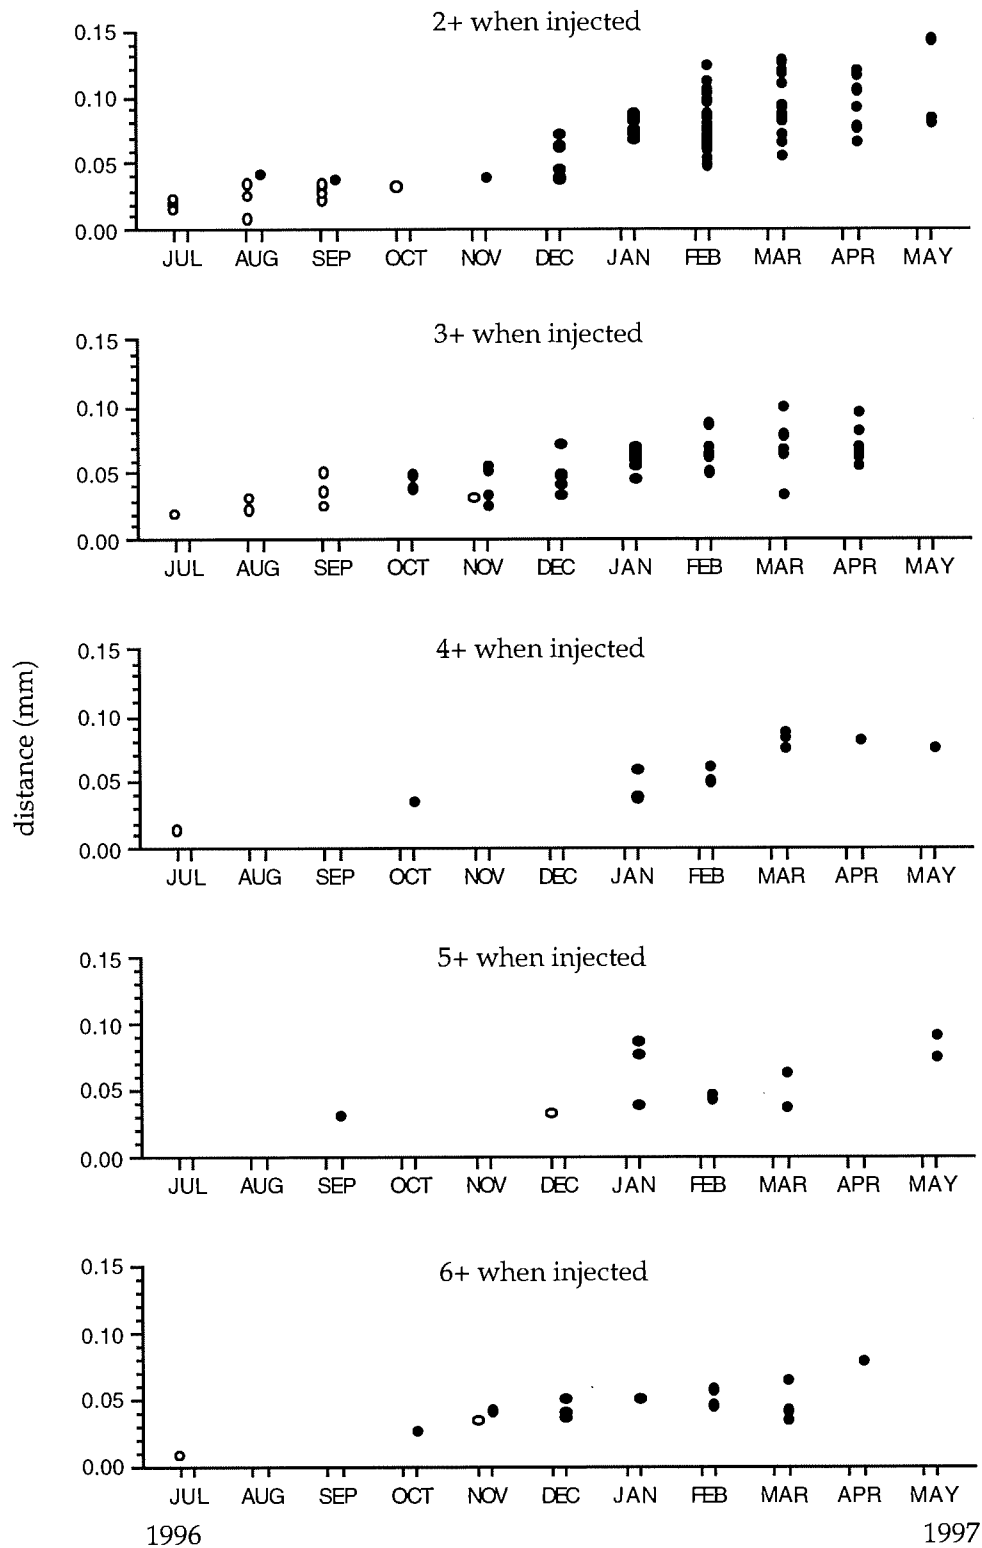 2+ when injected
0.15
0.10
0.05
0.00
JUL AUG SEP OCT NOV DEC JAN FEB MAR APR MAY
3+ when injected
0.15
0.10
0.05
0.00
JUL AUG SEP OCT NOV DEC JAN FEB MAR APR MAY
distance (mm)
4+ when injected
0.15
0.10
0.05
0.00
JUL AUG SEP OCT NOV DEC JAN FEB MAR APR MAY
5+ when injected
0.15
0.10
0.05
0.00
JUL AUG SEP OCT NOV DEC JAN FEB MAR APR MAY
6+ when injected
0.15
0.10
0.05
0.00
JUL AUG SEP OCT NOV DEC JAN FEB MAR APR MAY
1996 1997